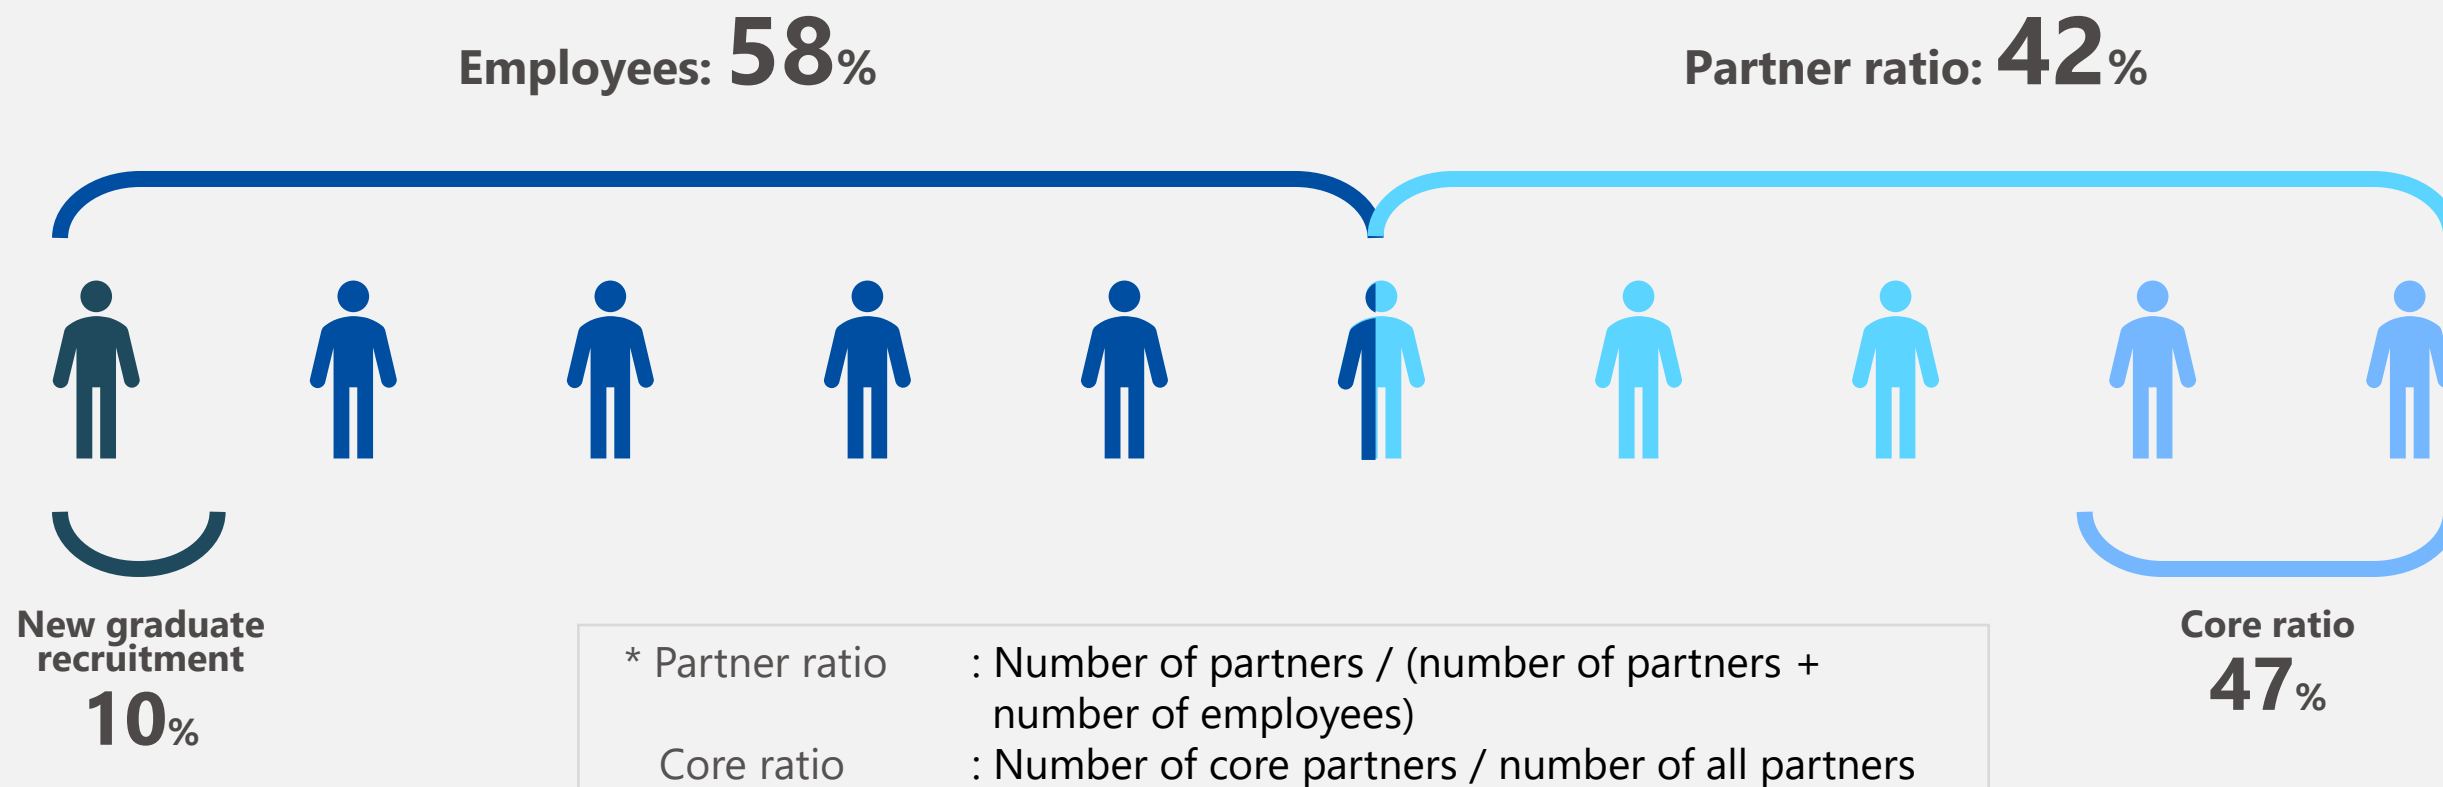 Employees: 58%
Partner ratio: 42%
New graduate
recruitment
10%
Core ratio
47%
* Partner ratio : Number of partners / (number of partners +
number of employees)
Core ratio : Number of core partners / number of all partners